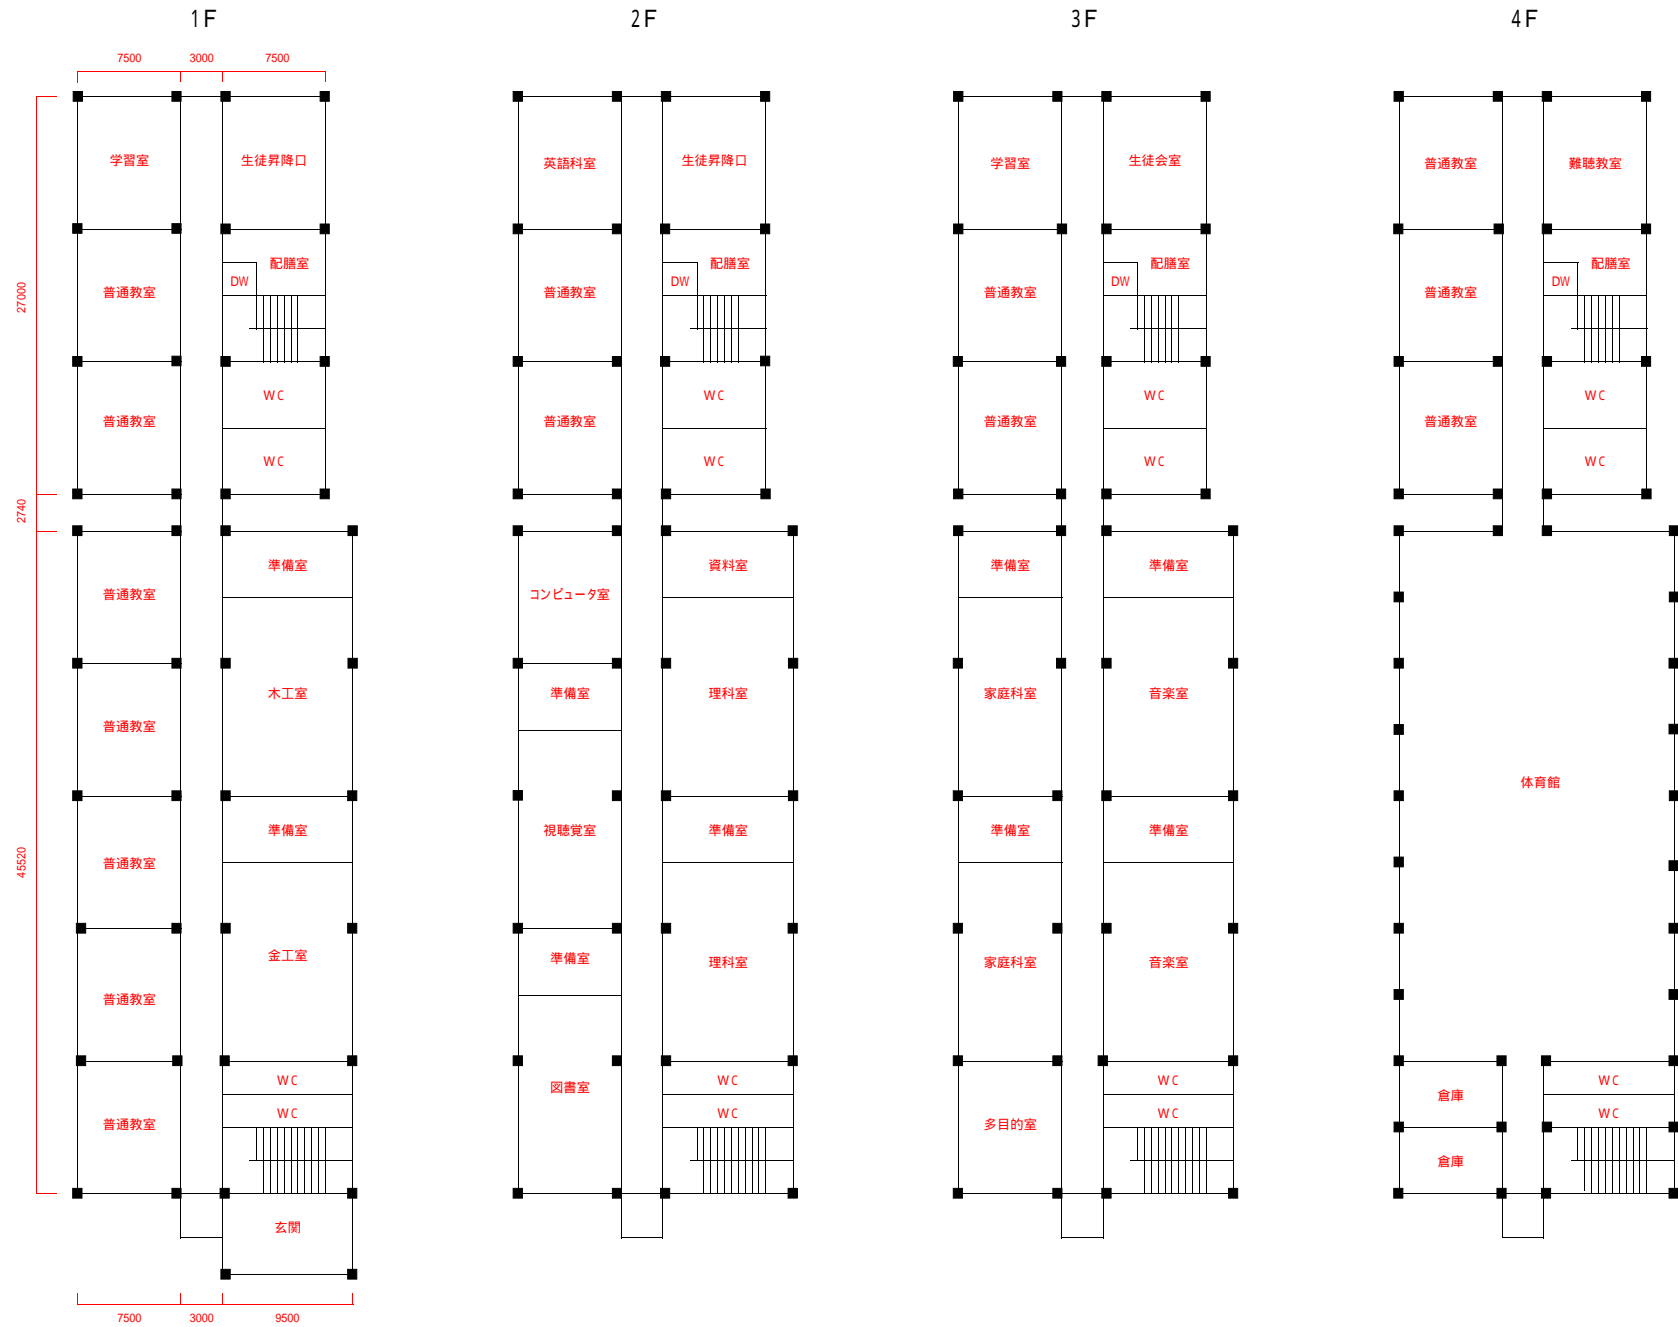 1F
2F
3F
4F
7500
3000
7500
27000
2740
45520
学習室
生徒昇降口
普通教室
配膳室
DW
普通教室
WC
WC
普通教室
準備室
普通教室
木工室
普通教室
準備室
普通教室
金工室
普通教室
WC
WC
玄関
7500
3000
9500
英語科室
生徒昇降口
普通教室
配膳室
DW
普通教室
WC
WC
コンピュータ室
資料室
準備室
理科室
視聴覚室
準備室
準備室
理科室
図書室
WC
WC
学習室
生徒会室
普通教室
配膳室
DW
普通教室
WC
WC
準備室
準備室
家庭科室
音楽室
準備室
準備室
家庭科室
音楽室
多目的室
WC
WC
普通教室
難聴教室
普通教室
配膳室
DW
普通教室
WC
WC
体育館
倉庫
倉庫
WC
WC